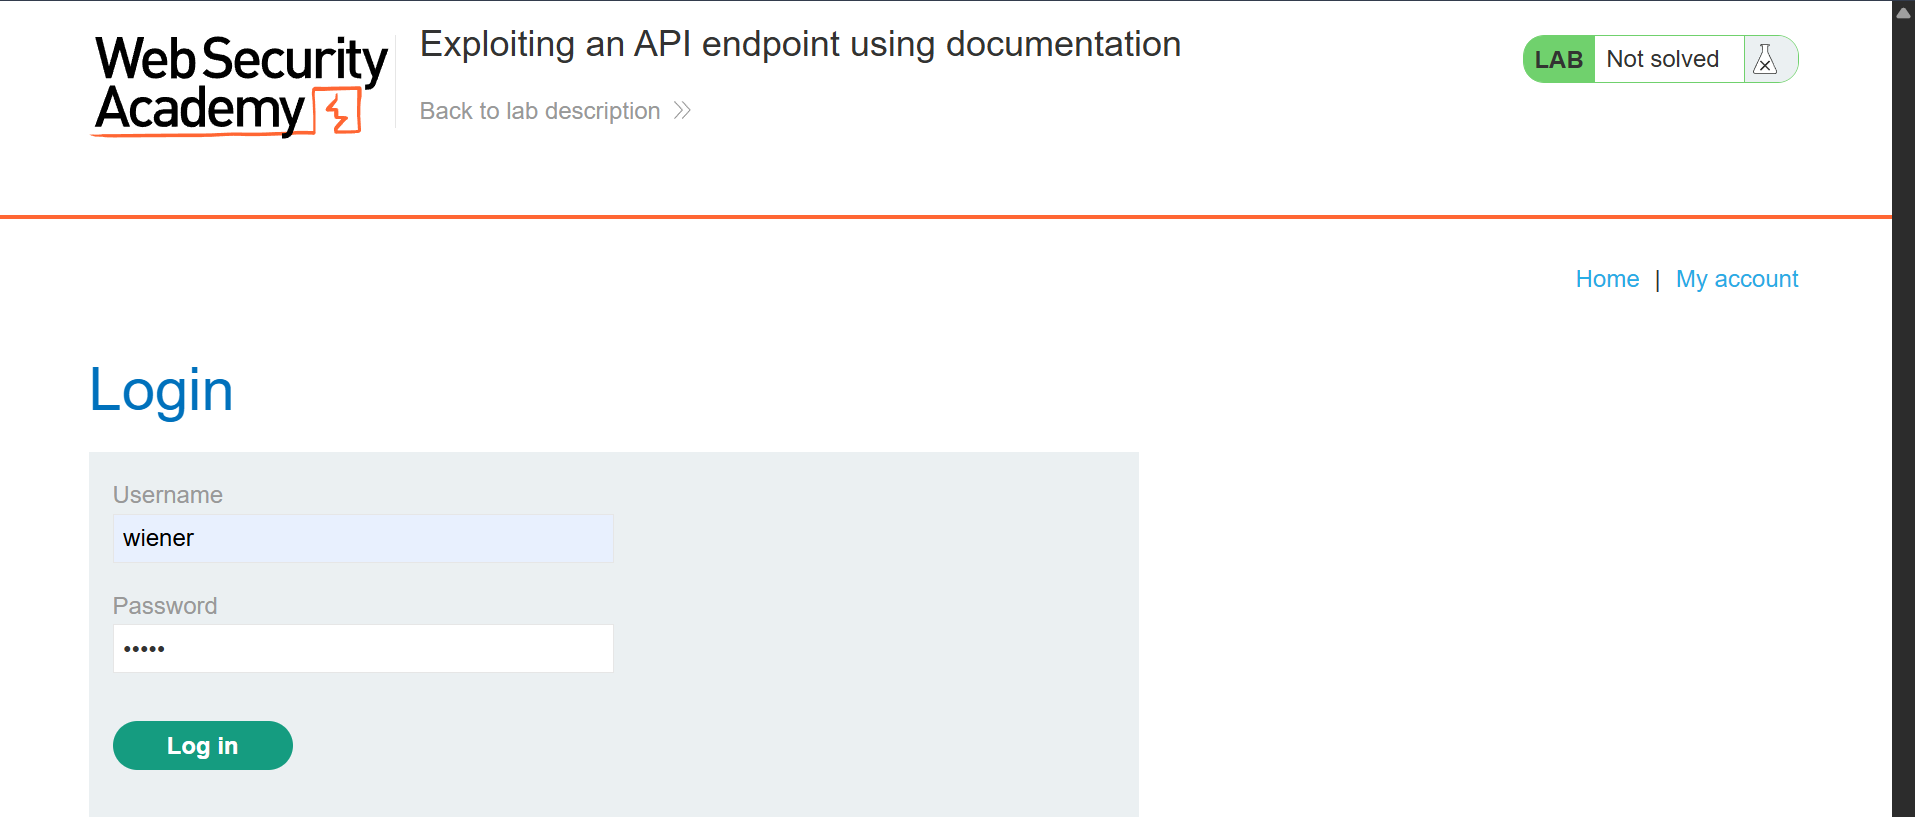 Web Security
Academy
Exploiting an API endpoint using documentation
Back to lab description
LAB Not solved
Home | My account
Login
Username
wiener
Password
•••••
Log in